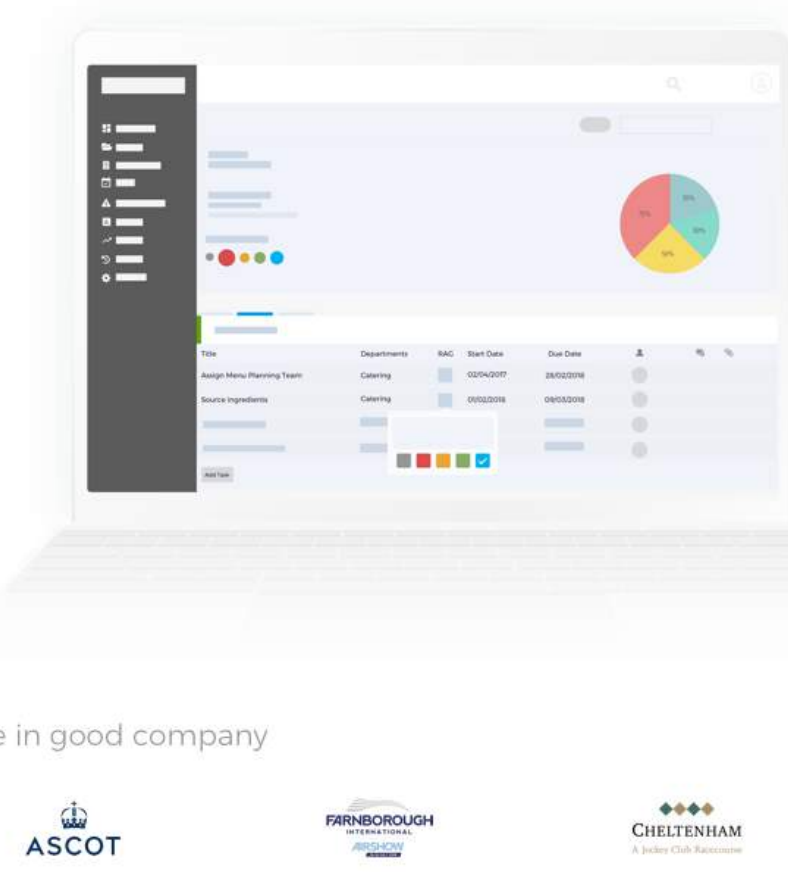 Title Departments RAG Start Date Due Date
Assign Menu Planning Team Catering 02/04/2017 28/02/2018
Source Ingredients Catering 01/02/2018 09/03/2018
Add Task
e in good company
ASCOT
FARNBOROUGH
INTERNATIONAL
AIRSHOW
CHELTENHAM
A Jockey Club Racecourse